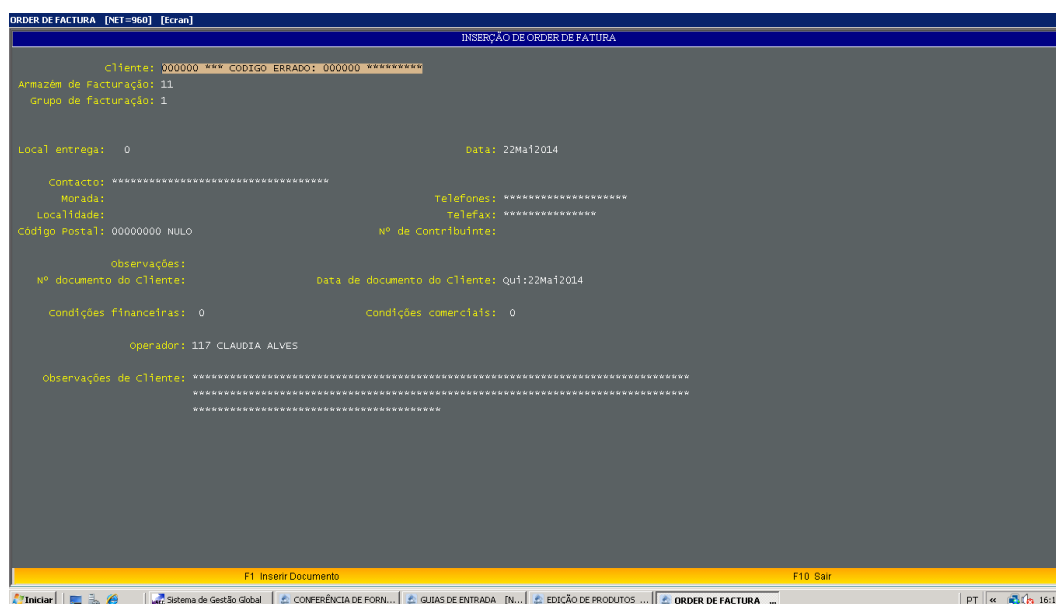 ORDER DE FACTURA [NET=960] [Ecran]
INSERÇÃO DE ORDER DE FATURA
Cliente: 000000 *** CODIGO ERRADO: 000000 *********
Armazém de Facturação: 11
Grupo de facturação: 1
Local entrega: 0 Data: 22Mai2014
Contacto: ***********************************
Morada: Telefones: ********************
Localidade: Telefax: ***************
Código Postal: 00000000 NULO Nº de Contribuinte:
Observações:
Nº documento do Cliente: Data de documento do Cliente: Qui:22Mai2014
Condições financeiras: 0 Condições comerciais: 0
Operador: 117 CLAUDIA ALVES
Observações de Cliente: ********************************************************************************
********************************************************************************
****************************************
F1 Inserir Documento F10 Sair
Iniciar Sistema de Gestão Global CONFERÊNCIA DE FORN... GUIAS DE ENTRADA [N... EDIÇÃO DE PRODUTOS ... ORDER DE FACTURA ... PT «